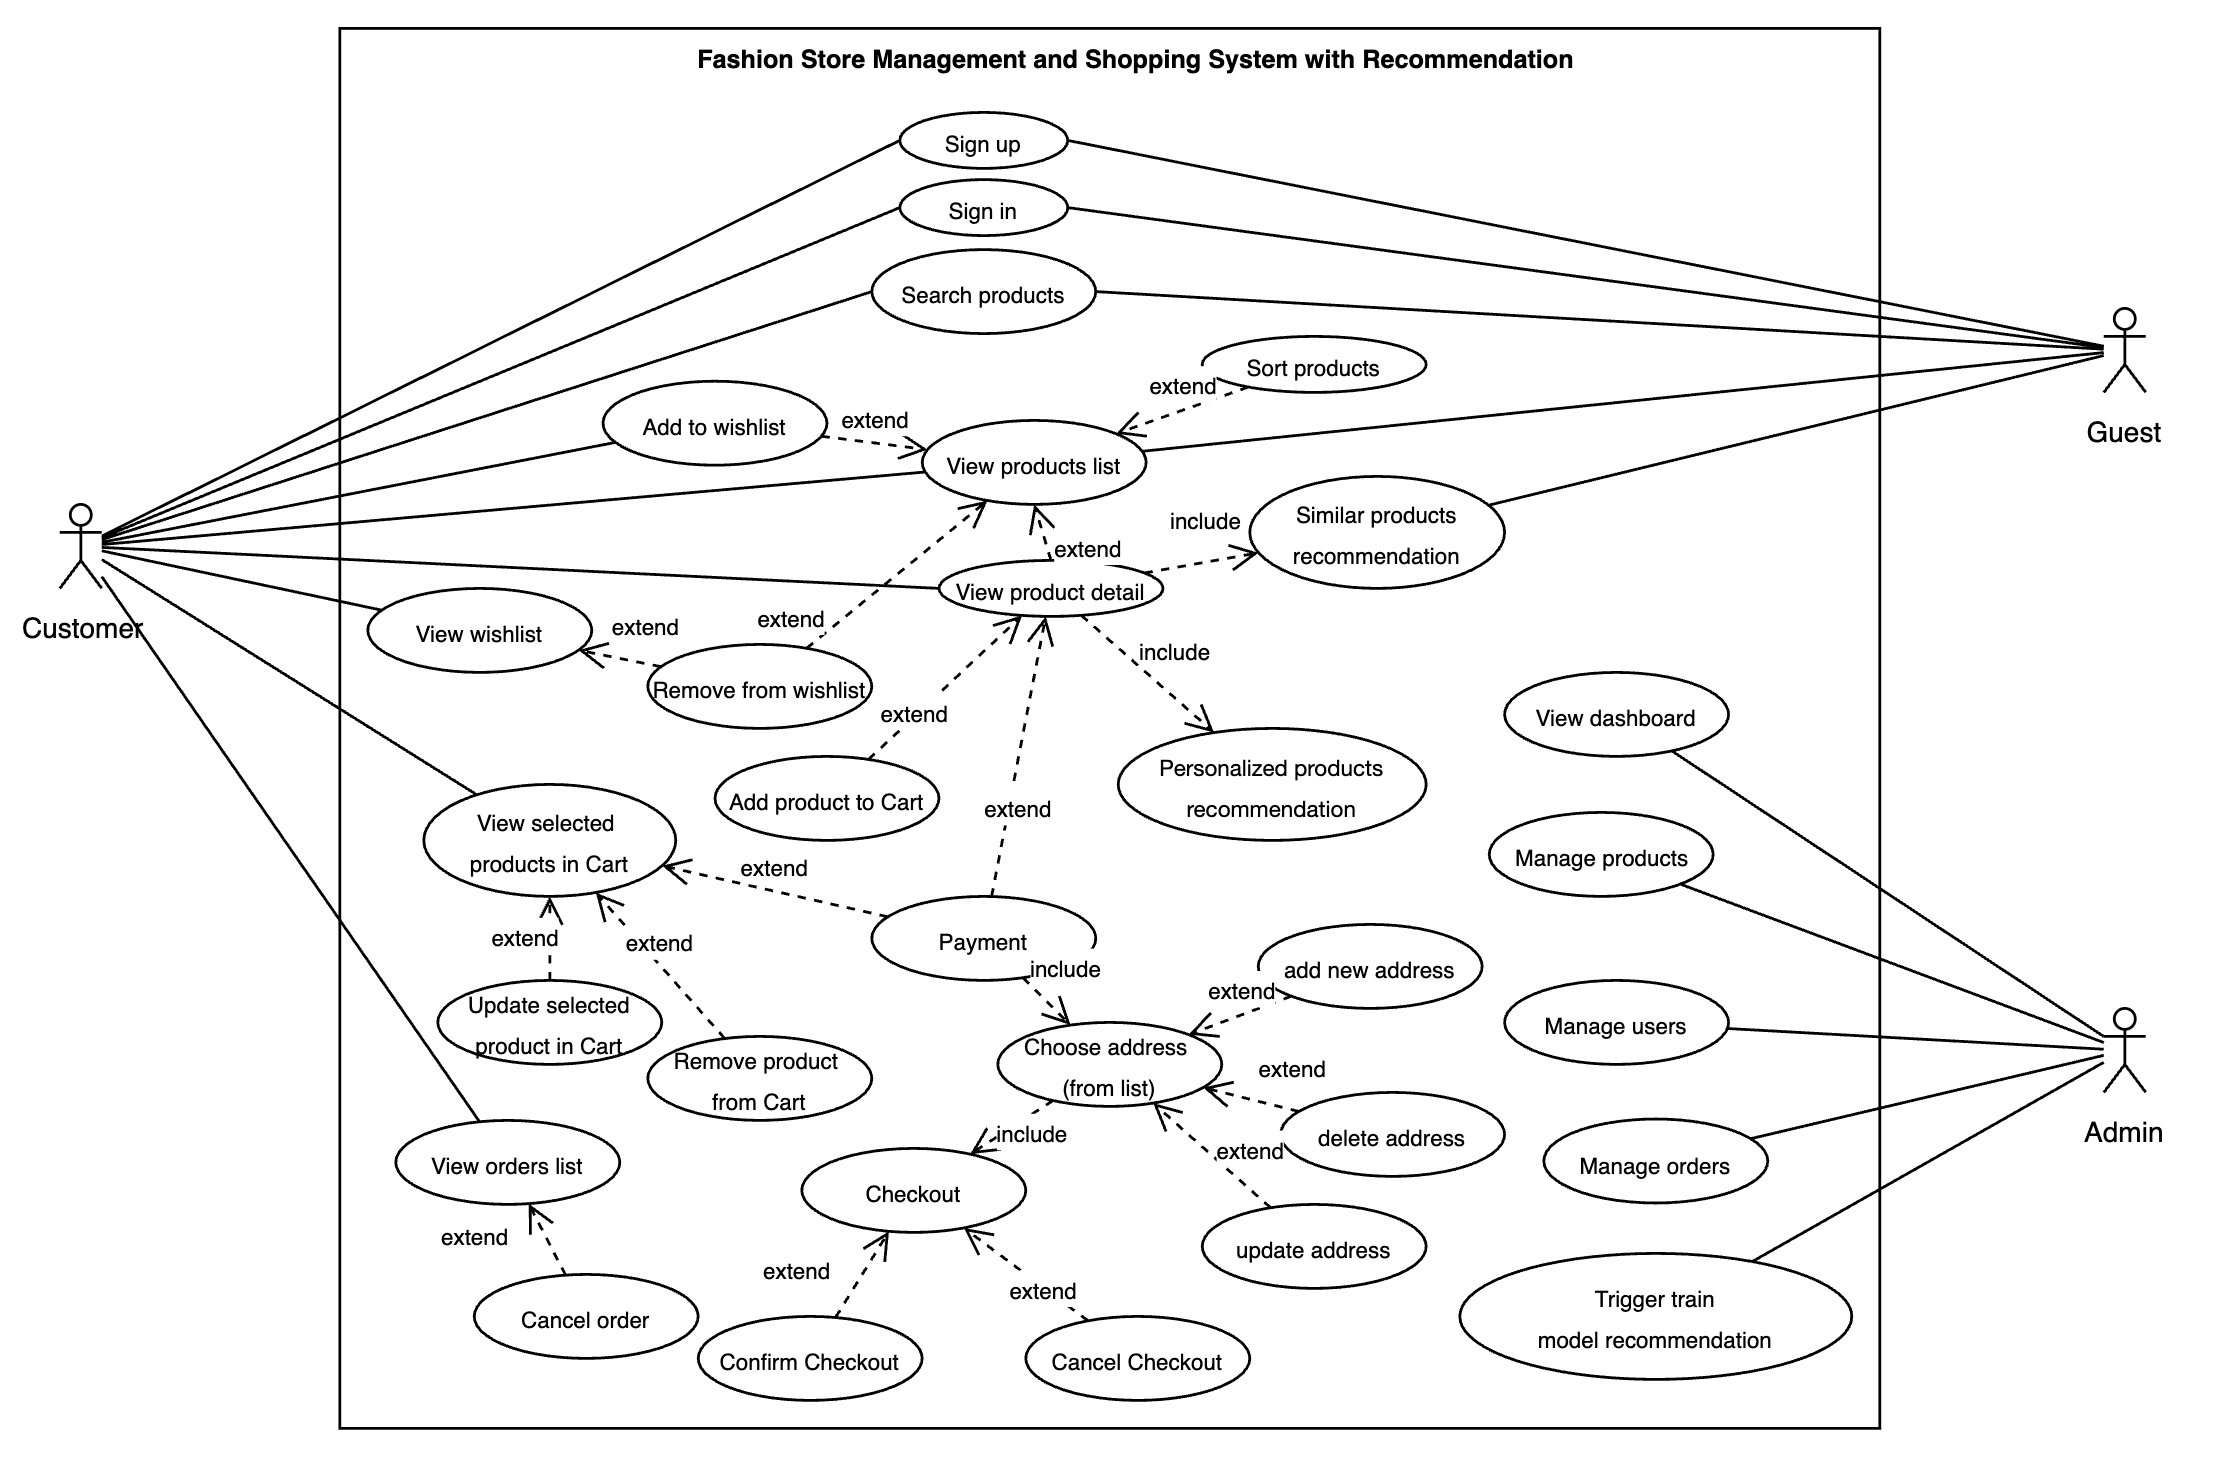 Fashion Store Management and Shopping System with Recommendation
Sign up
Sign in
Search products
Sort products
extend
Add to wishlist
extend
View products list
Guest
Similar products
recommendation
include
extend
View product detail
Customer
View wishlist
extend
extend
include
Remove from wishlist
extend
View dashboard
Add product to Cart
Personalized products
recommendation
extend
View selected
products in Cart
extend
Manage products
extend
extend
Payment
include
add new address
extend
Update selected
product in Cart
Manage users
Remove product
from Cart
Choose address
(from list)
extend
include
delete address
extend
Admin
View orders list
Checkout
Manage orders
extend
update address
extend
extend
Cancel order
Confirm Checkout
Cancel Checkout
Trigger train
model recommendation